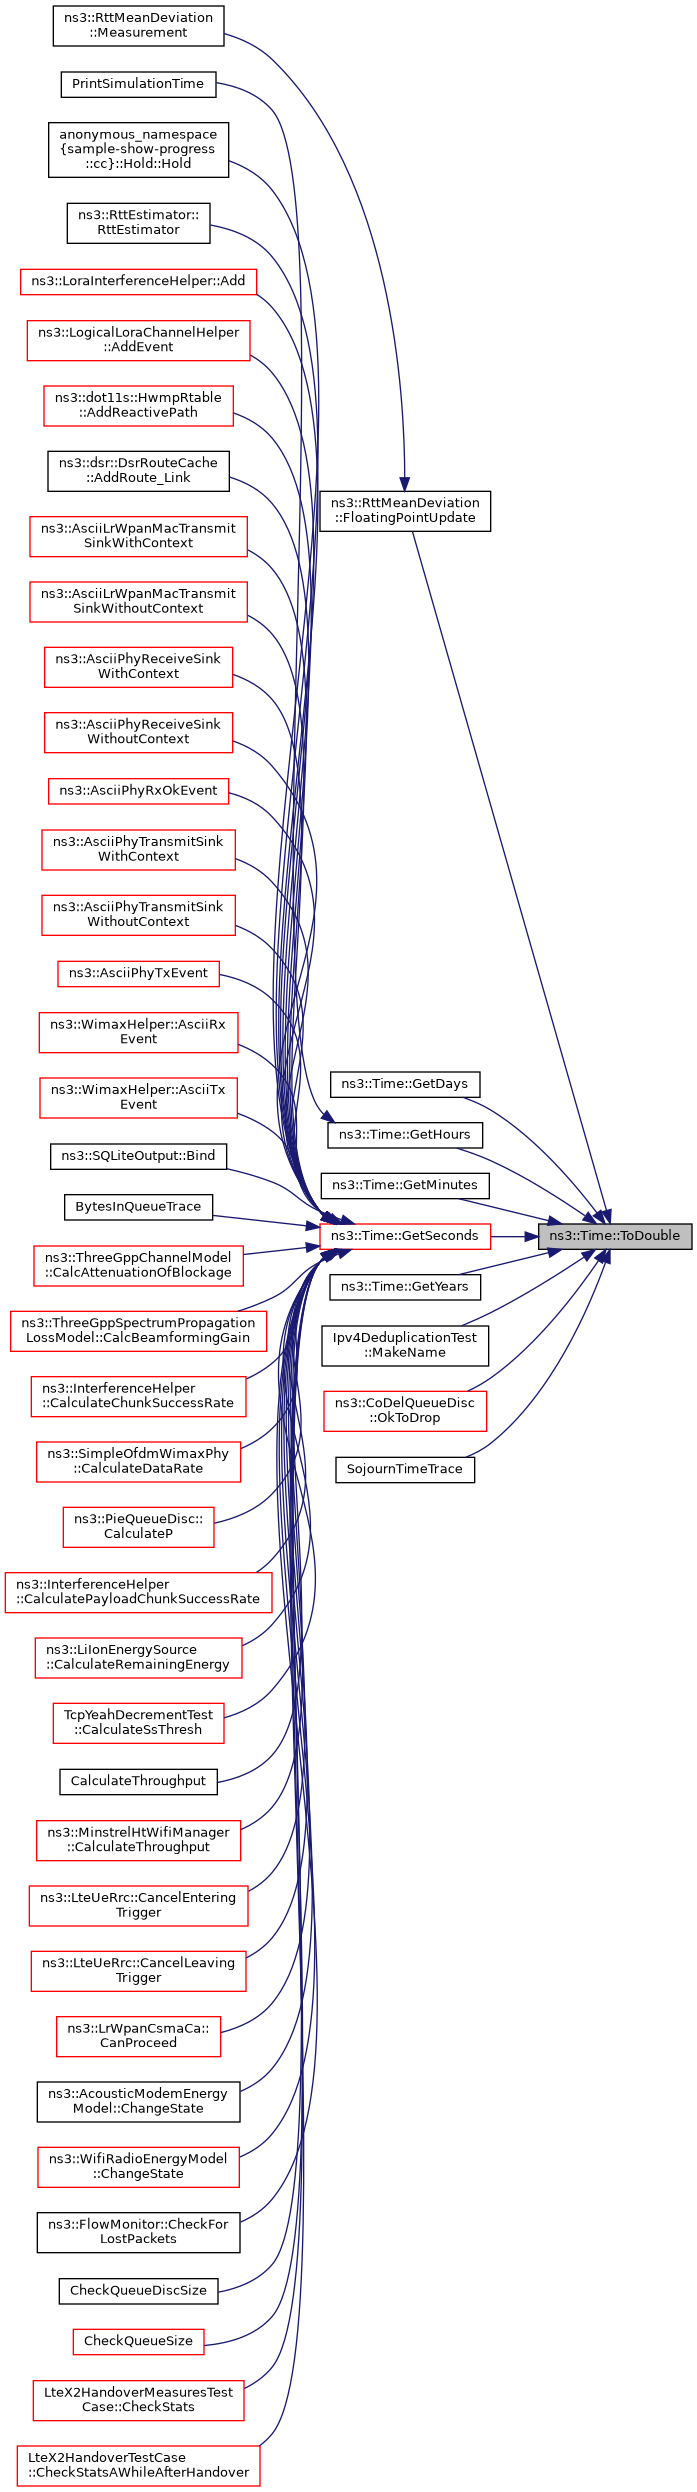 ns3::RttMeanDeviation
::Measurement
PrintSimulationTime
anonymous_namespace
{sample-show-progress
::cc}::Hold::Hold
ns3::RttEstimator::
RttEstimator
ns3::LoraInterferenceHelper::Add
ns3::LogicalLoraChannelHelper
::AddEvent
ns3::dot11s::HwmpRtable
::AddReactivePath
ns3::dsr::DsrRouteCache
::AddRoute_Link
ns3::AsciiLrWpanMacTransmit
SinkWithContext
ns3::AsciiLrWpanMacTransmit
SinkWithoutContext
ns3::AsciiPhyReceiveSink
WithContext
ns3::AsciiPhyReceiveSink
WithoutContext
ns3::AsciiPhyRxOkEvent
ns3::AsciiPhyTransmitSink
WithContext
ns3::AsciiPhyTransmitSink
WithoutContext
ns3::AsciiPhyTxEvent
ns3::WimaxHelper::AsciiRx
Event
ns3::WimaxHelper::AsciiTx
Event
ns3::SQLiteOutput::Bind
BytesInQueueTrace
ns3::ThreeGppChannelModel
::CalcAttenuationOfBlockage
ns3::ThreeGppSpectrumPropagation
LossModel::CalcBeamformingGain
ns3::InterferenceHelper
::CalculateChunkSuccessRate
ns3::SimpleOfdmWimaxPhy
::CalculateDataRate
ns3::PieQueueDisc::
CalculateP
ns3::InterferenceHelper
::CalculatePayloadChunkSuccessRate
ns3::LiIonEnergySource
::CalculateRemainingEnergy
TcpYeahDecrementTest
::CalculateSsThresh
CalculateThroughput
ns3::MinstrelHtWifiManager
::CalculateThroughput
ns3::LteUeRrc::CancelEntering
Trigger
ns3::LteUeRrc::CancelLeaving
Trigger
ns3::LrWpanCsmaCa::
CanProceed
ns3::AcousticModemEnergy
Model::ChangeState
ns3::WifiRadioEnergyModel
::ChangeState
ns3::FlowMonitor::CheckFor
LostPackets
CheckQueueDiscSize
CheckQueueSize
LteX2HandoverMeasuresTest
Case::CheckStats
LteX2HandoverTestCase
::CheckStatsAWhileAfterHandover
ns3::RttMeanDeviation
::FloatingPointUpdate
ns3::Time::GetDays
ns3::Time::GetHours
ns3::Time::GetMinutes
ns3::Time::GetSeconds
ns3::Time::GetYears
Ipv4DeduplicationTest
::MakeName
ns3::CoDelQueueDisc
::OkToDrop
SojournTimeTrace
ns3::Time::ToDouble